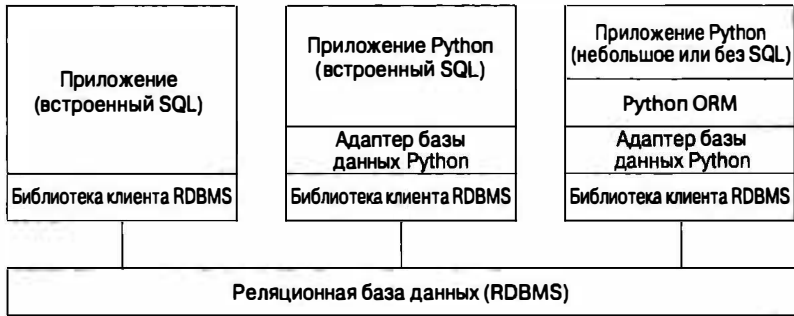 Приложение
(встроенный SQL)
Библиотека клиента RDBMS
Приложение Python
(встроенный SQL)
Адаптер базы
данных Python
Библиотека клиента RDBMS
Приложение Python
(небольшое или без SQL)
Python ORM
Адаптер базы
данных Python
Библиотека клиента RDBMS
Реляционная база данных (RDBMS)